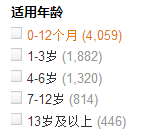 适用年龄
0-12个月 (4,059)
1-3岁 (1,882)
4-6岁 (1,320)
7-12岁 (814)
13岁及以上 (446)